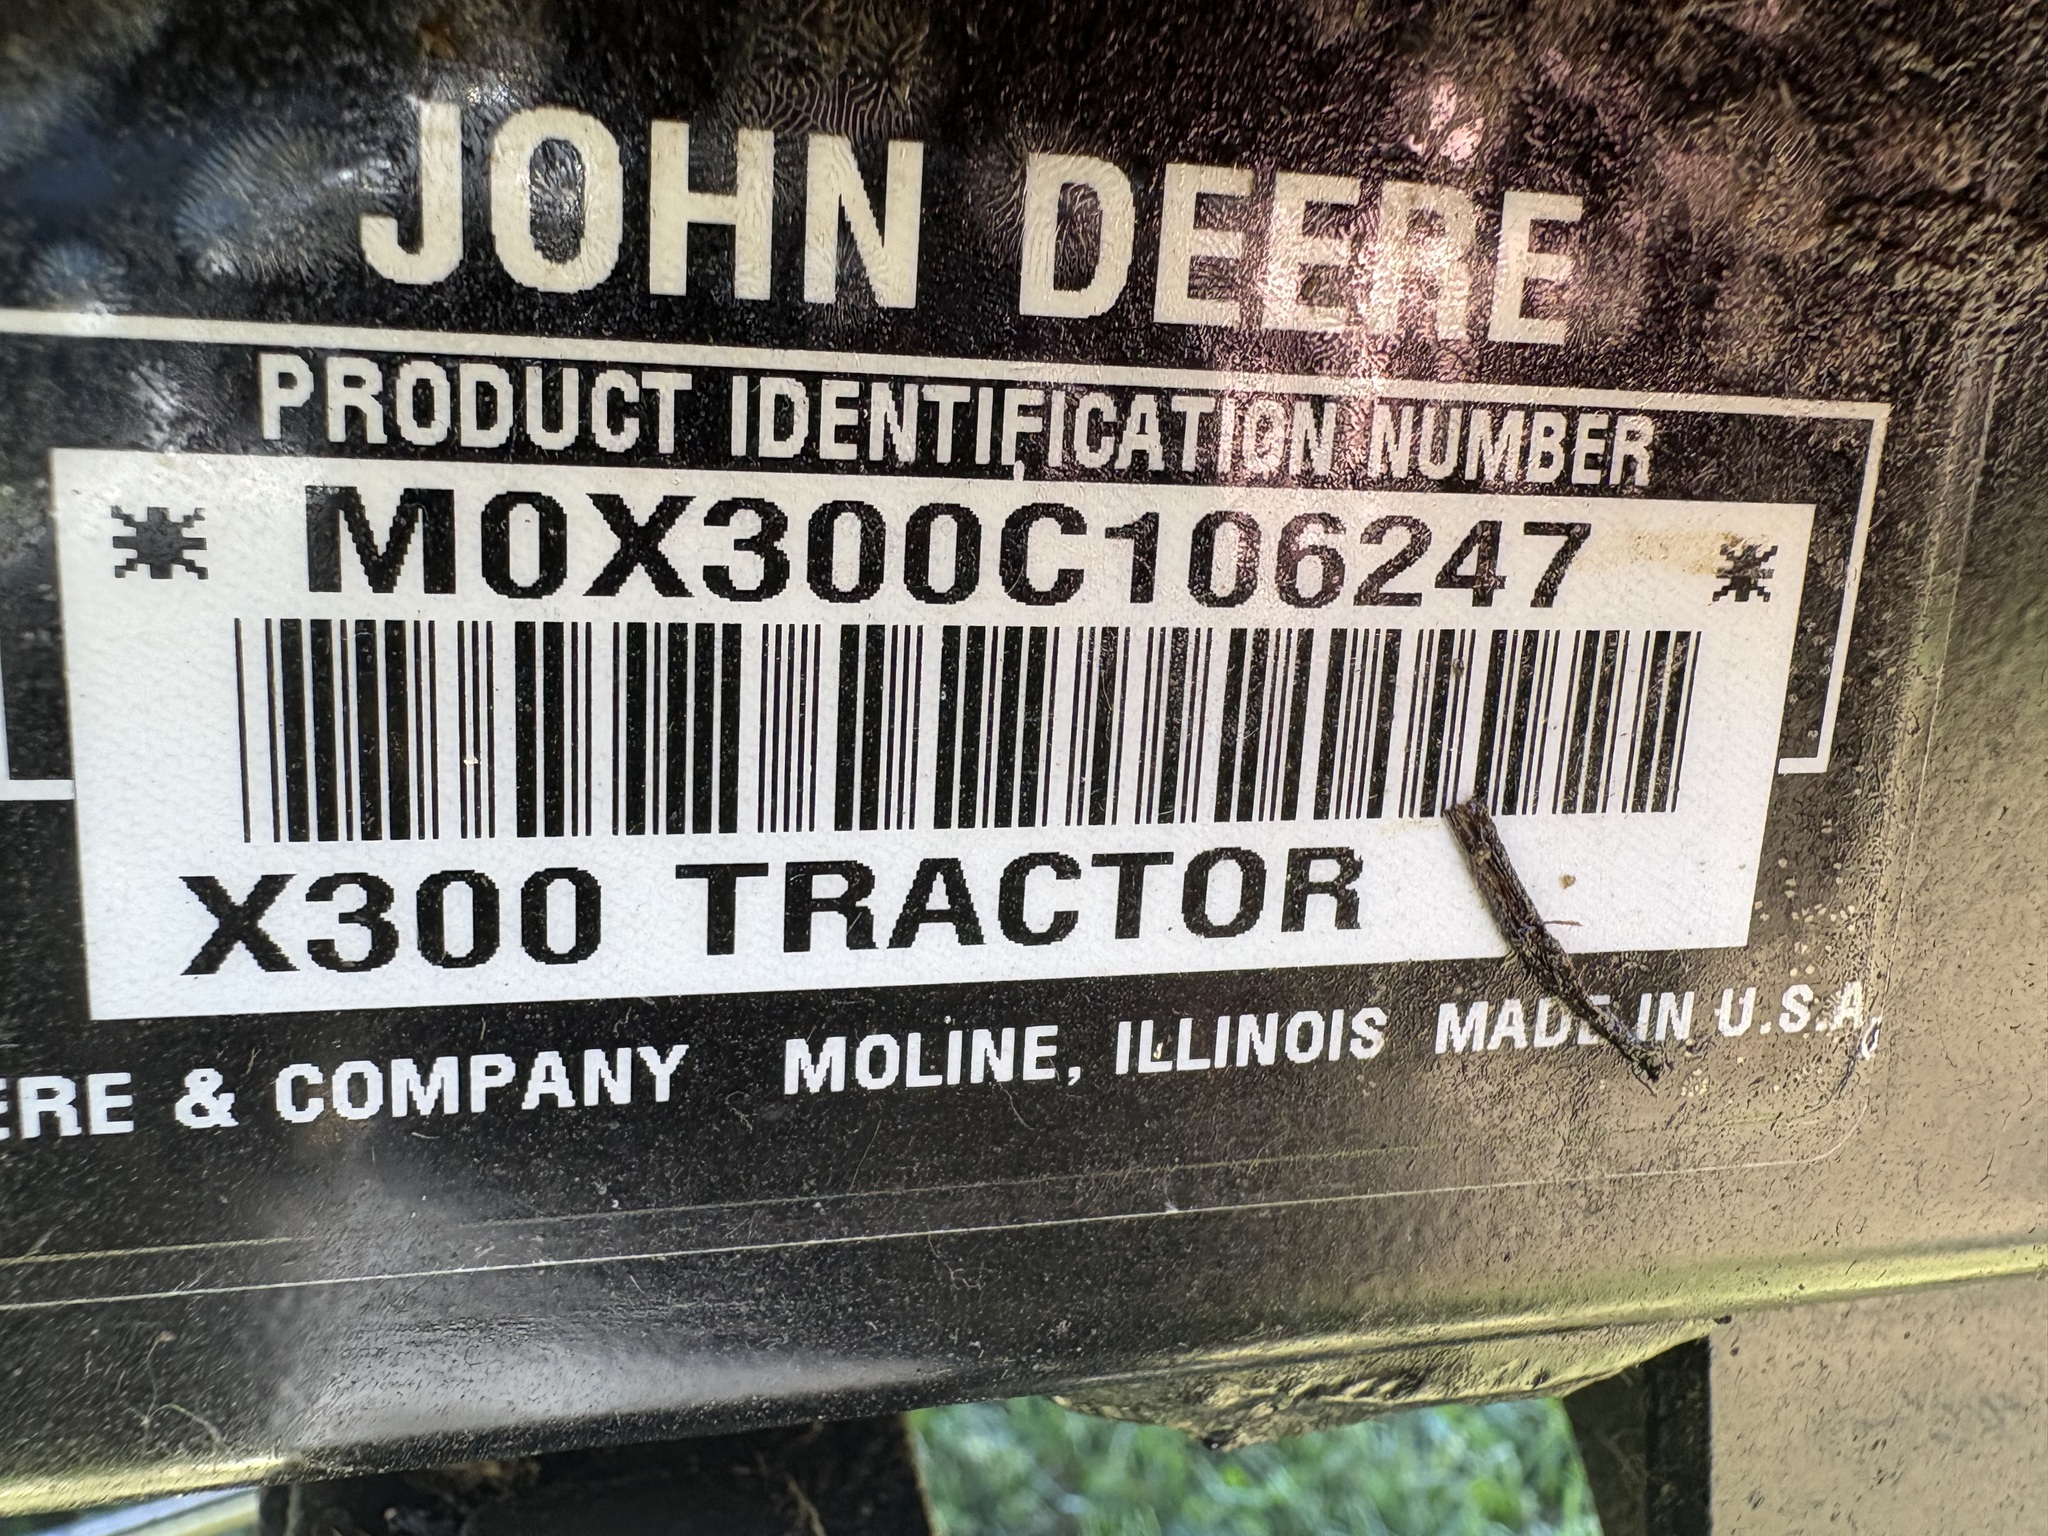 JOHN DEERE
PRODUCT IDENTIFICATION NUMBER
* M0X300C106247 *
X300 TRACTOR
ERE & COMPANY MOLINE, ILLINOIS MADE IN U.S.A.